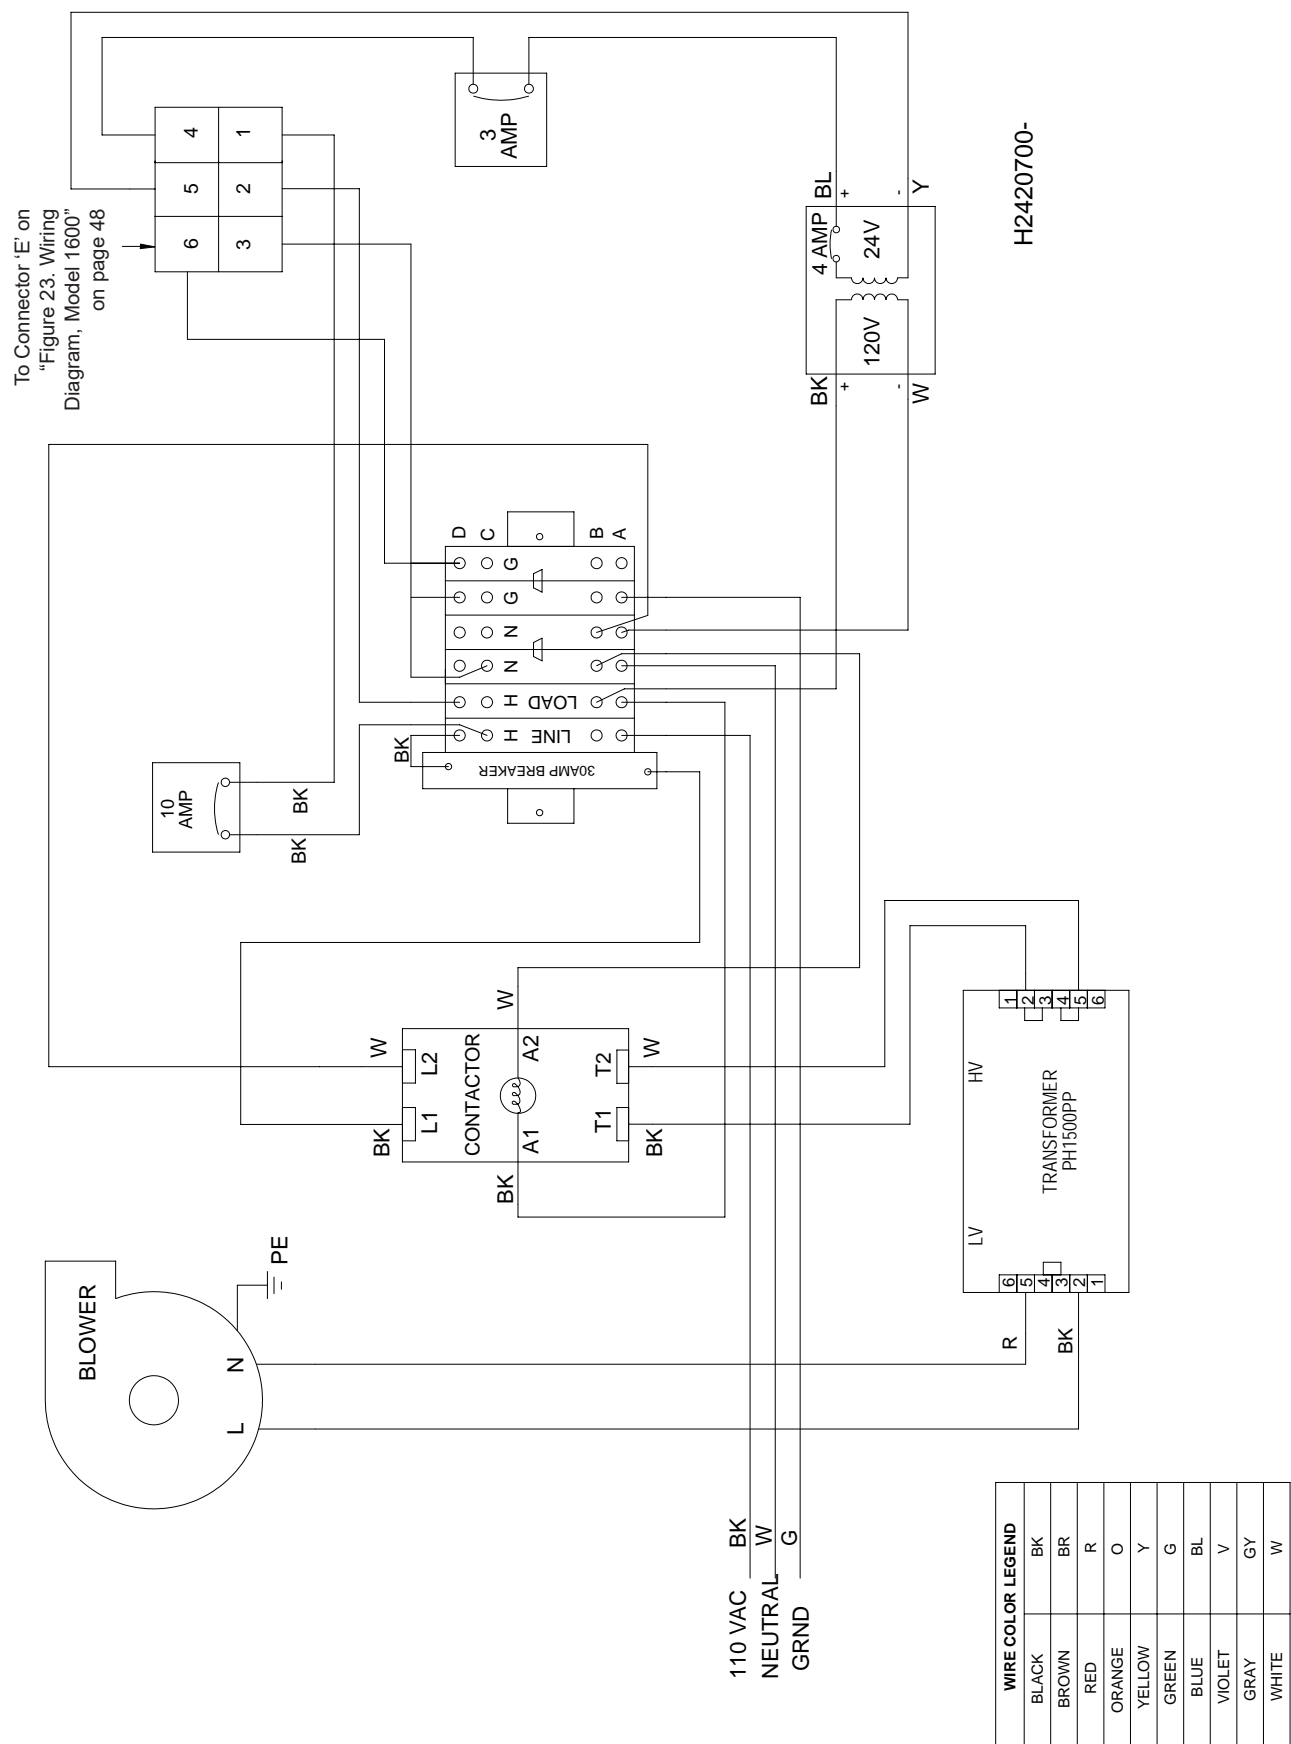 To Connector 'E' on
“Figure 23. Wiring
Diagram, Model 1600”
on page 48
4
5
6
1
2
3
3
AMP
H2420700-
BL
+
-
Y
4 AMP
24V
120V
BK
+
-
W
D
C
B
A
G
G
N
N
H
LOAD
H
LINE
30AMP BREAKER
BK
10
AMP
BK
BK
W
BK
L2
L1
CONTACTOR
W
A2
A1
BK
T2
T1
W
BK
1
2
3
4
5
6
HV
TRANSFORMER
PH1500PP
LV
6
5
4
3
2
1
R
BK
BLOWER
N
L
PE
110 VAC BK
NEUTRAL W
GRND G
WIRE COLOR LEGEND
BLACK BK
BROWN BR
RED R
ORANGE O
YELLOW Y
GREEN G
BLUE BL
VIOLET V
GRAY GY
WHITE W